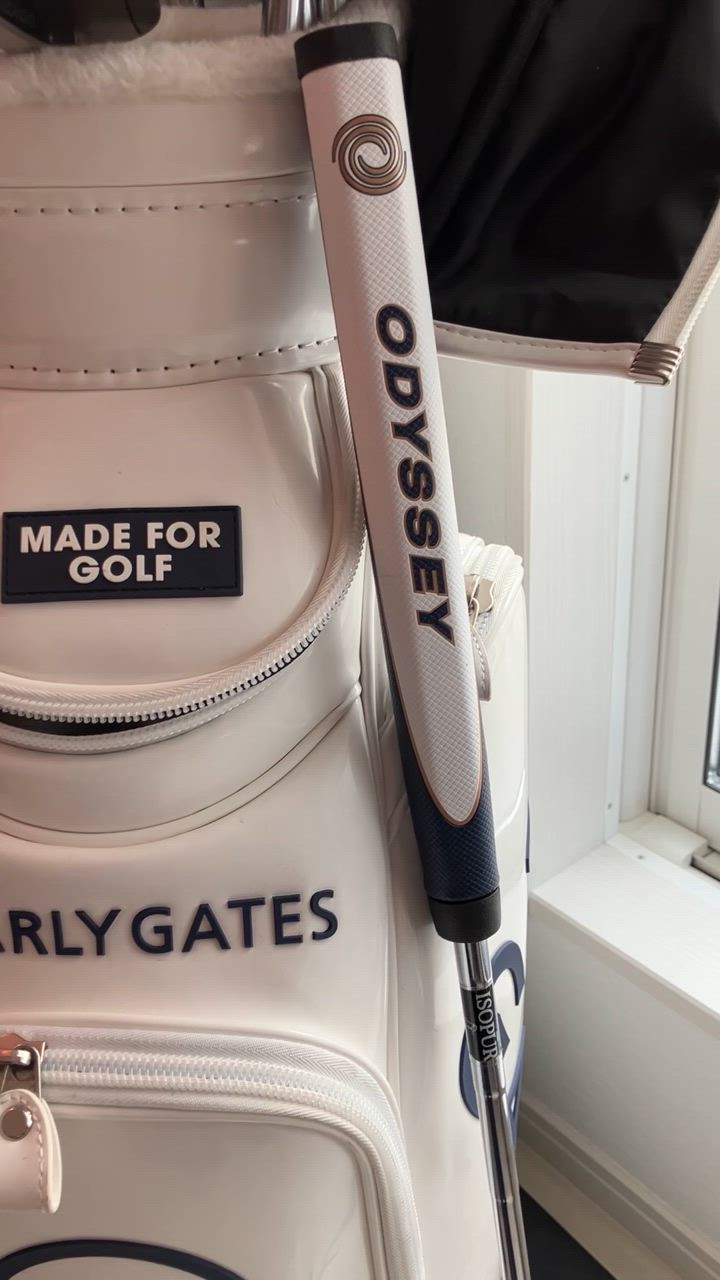 ODYSSEY
MADE FOR
GOLF
ARLY GATES
ISOPUR